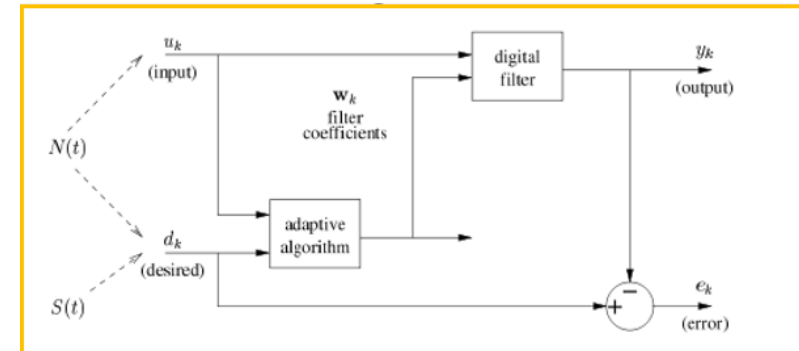 u_k
(input)
N(t)
d_k
(desired)
S(t)
w_k
filter
coefficients
adaptive
algorithm
digital
filter
y_k
(output)
−
+
e_k
(error)